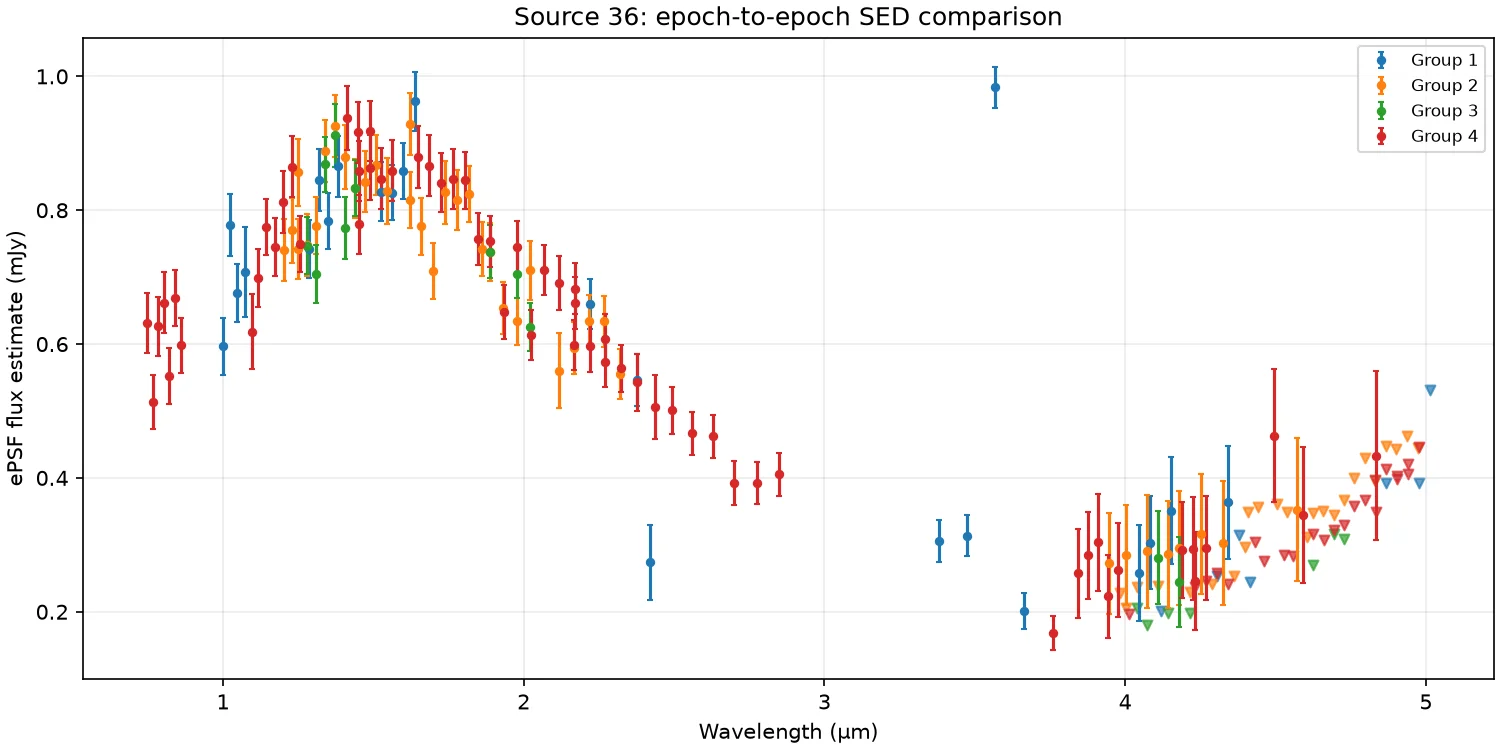 Source 36: epoch-to-epoch SED comparison
Group 1
Group 2
Group 3
Group 4
ePSF flux estimate (mJy)
1.0
0.8
0.6
0.4
0.2
1 2 3 4 5
Wavelength (μm)